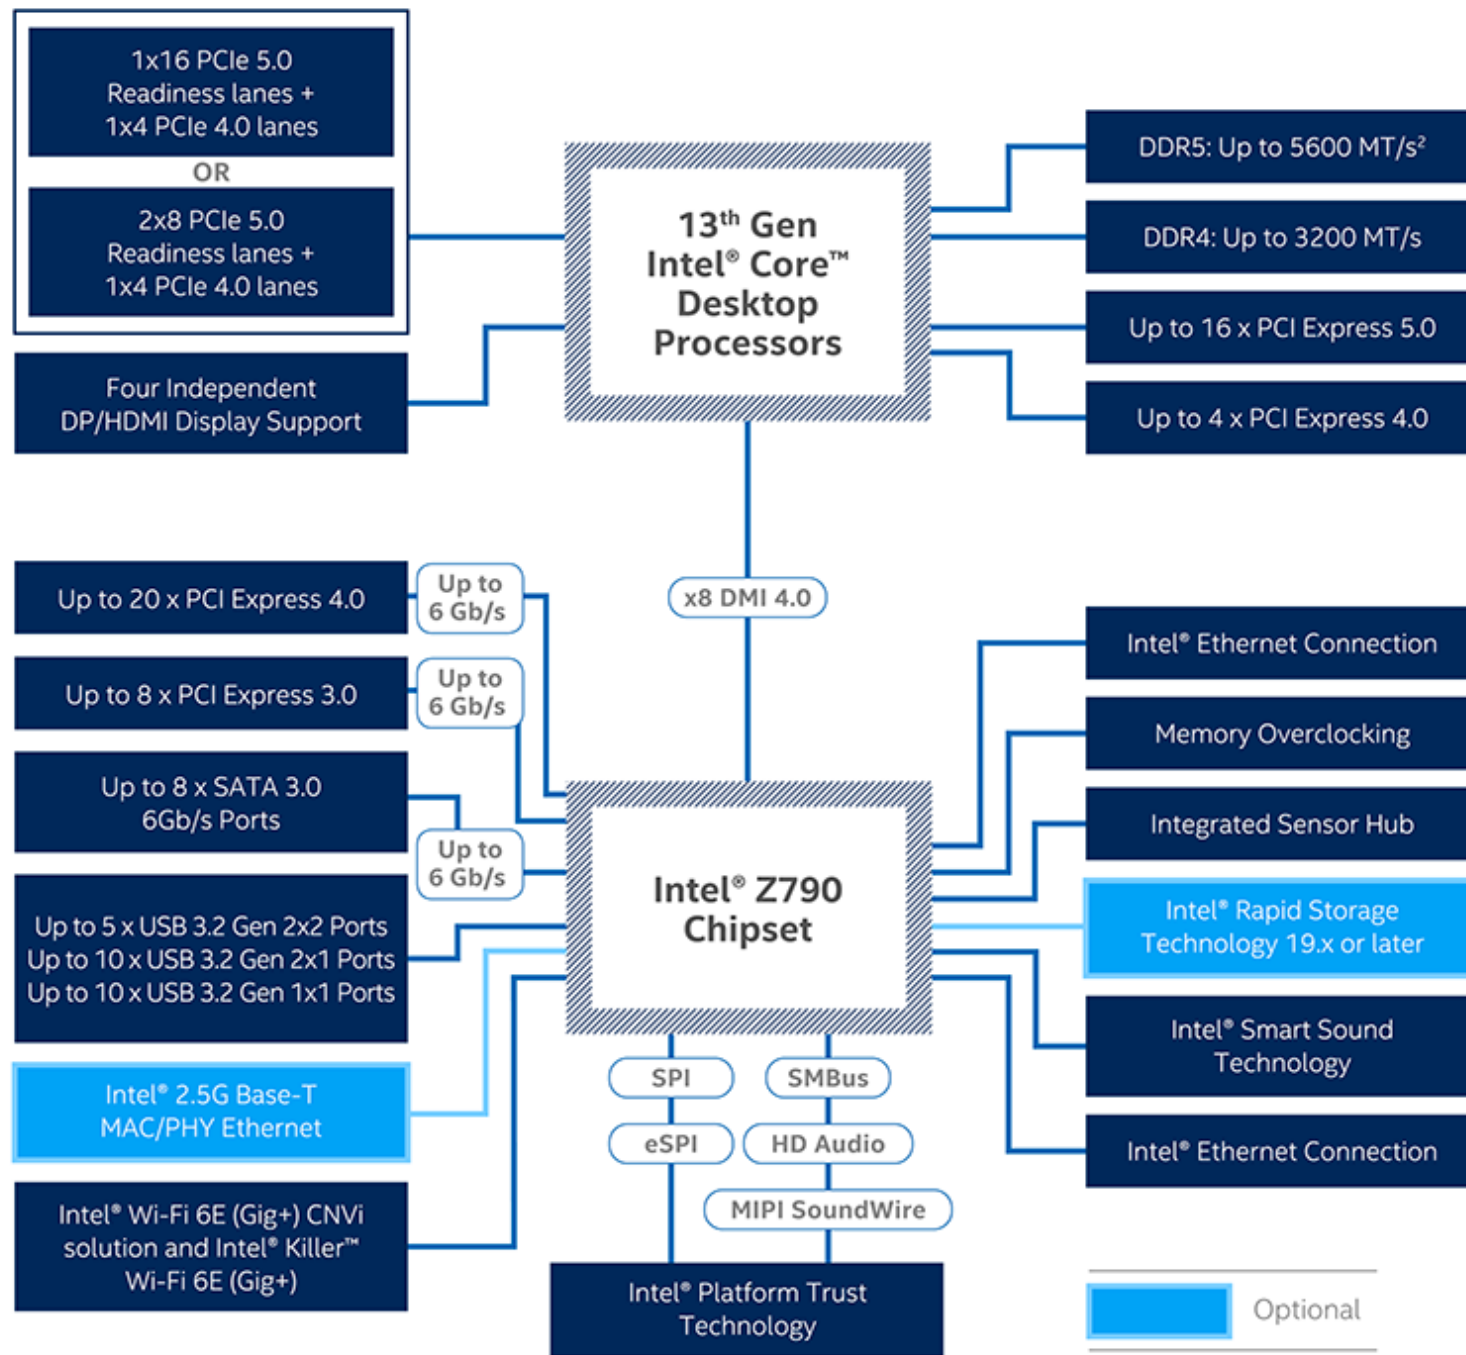 1x16 PCIe 5.0
Readiness lanes +
1x4 PCIe 4.0 lanes
OR
2x8 PCIe 5.0
Readiness lanes +
1x4 PCIe 4.0 lanes
Four Independent
DP/HDMI Display Support
13th Gen
Intel® Core™
Desktop
Processors
DDR5: Up to 5600 MT/s²
DDR4: Up to 3200 MT/s
Up to 16 x PCI Express 5.0
Up to 4 x PCI Express 4.0
x8 DMI 4.0
Up to 20 x PCI Express 4.0
Up to
6 Gb/s
Up to 8 x PCI Express 3.0
Up to
6 Gb/s
Up to 8 x SATA 3.0
6Gb/s Ports
Up to
6 Gb/s
Up to 5 x USB 3.2 Gen 2x2 Ports
Up to 10 x USB 3.2 Gen 2x1 Ports
Up to 10 x USB 3.2 Gen 1x1 Ports
Intel® 2.5G Base-T
MAC/PHY Ethernet
Intel® Wi-Fi 6E (Gig+) CNVi
solution and Intel® Killer™
Wi-Fi 6E (Gig+)
Intel® Z790
Chipset
Intel® Ethernet Connection
Memory Overclocking
Integrated Sensor Hub
Intel® Rapid Storage
Technology 19.x or later
Intel® Smart Sound
Technology
Intel® Ethernet Connection
SPI
eSPI
SMBus
HD Audio
MIPI SoundWire
Intel® Platform Trust
Technology
Optional